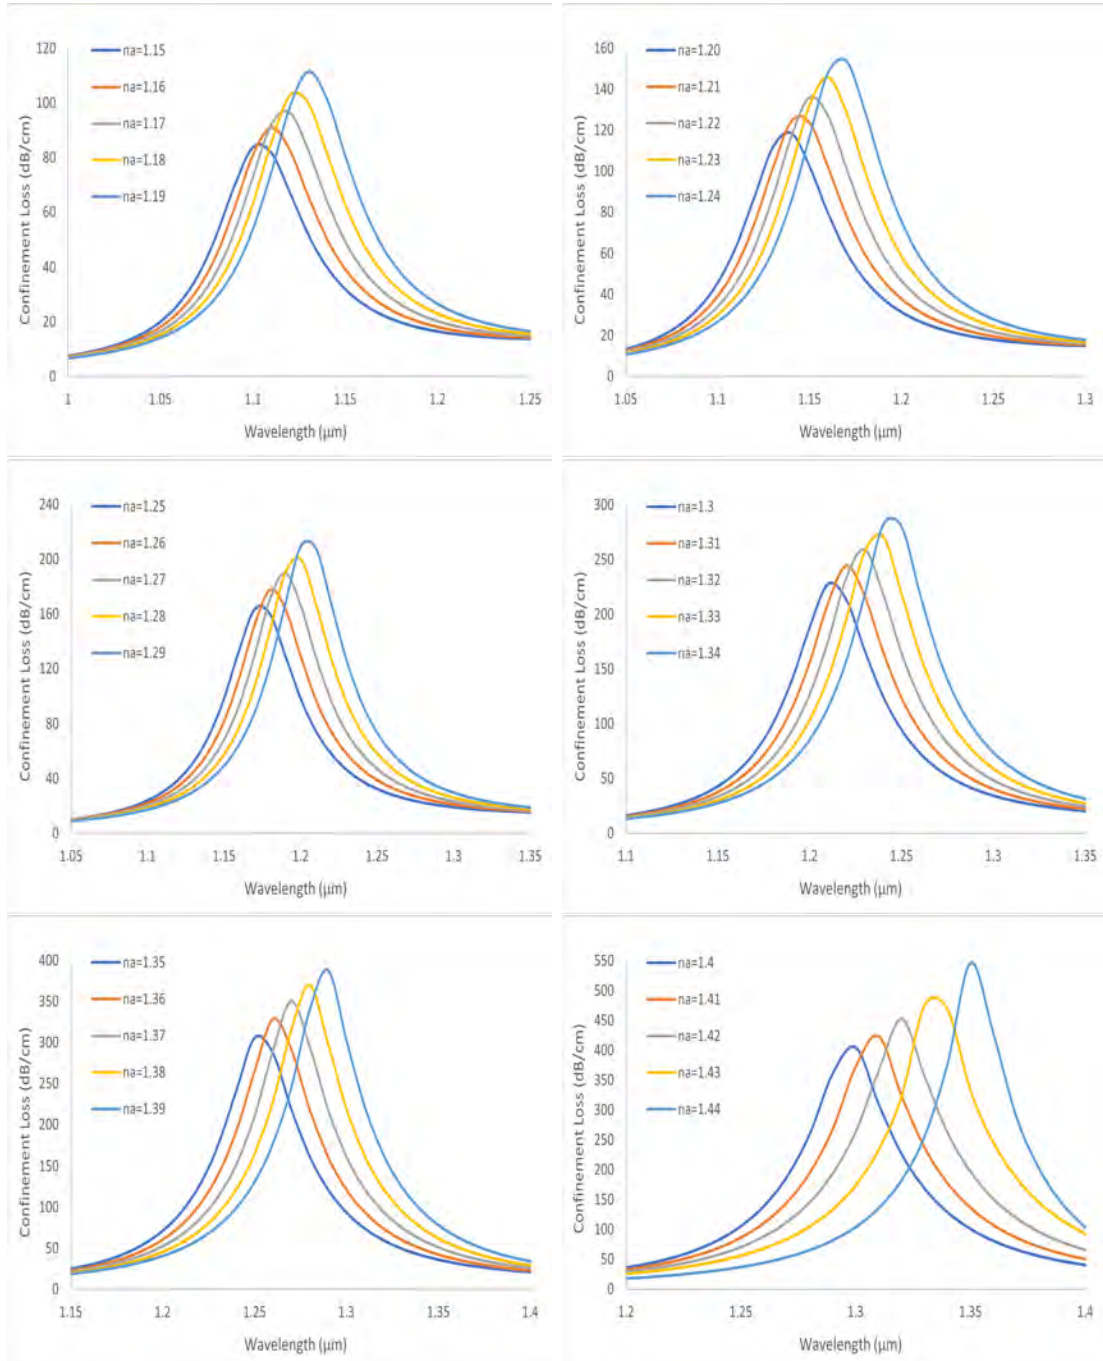 120
100
80
60
40
20
0
Confinement Loss (dB/cm)
na=1.15
na=1.16
na=1.17
na=1.18
na=1.19
1
1.05
1.1
1.15
1.2
1.25
Wavelength (μm)
160
140
120
100
80
60
40
20
0
Confinement Loss (dB/cm)
na=1.20
na=1.21
na=1.22
na=1.23
na=1.24
1.05
1.1
1.15
1.2
1.25
1.3
Wavelength (μm)
240
200
160
120
80
40
0
Confinement Loss (dB/cm)
na=1.25
na=1.26
na=1.27
na=1.28
na=1.29
1.05
1.1
1.15
1.2
1.25
1.3
1.35
Wavelength (μm)
300
250
200
150
100
50
0
Confinement Loss (dB/cm)
na=1.3
na=1.31
na=1.32
na=1.33
na=1.34
1.1
1.15
1.2
1.25
1.3
1.35
Wavelength (μm)
400
350
300
250
200
150
100
50
0
Confinement Loss (dB/cm)
na=1.35
na=1.36
na=1.37
na=1.38
na=1.39
1.15
1.2
1.25
1.3
1.35
1.4
Wavelength (μm)
550
500
450
400
350
300
250
200
150
100
50
0
Confinement Loss (dB/cm)
na=1.4
na=1.41
na=1.42
na=1.43
na=1.44
1.2
1.25
1.3
1.35
1.4
Wavelength (μm)